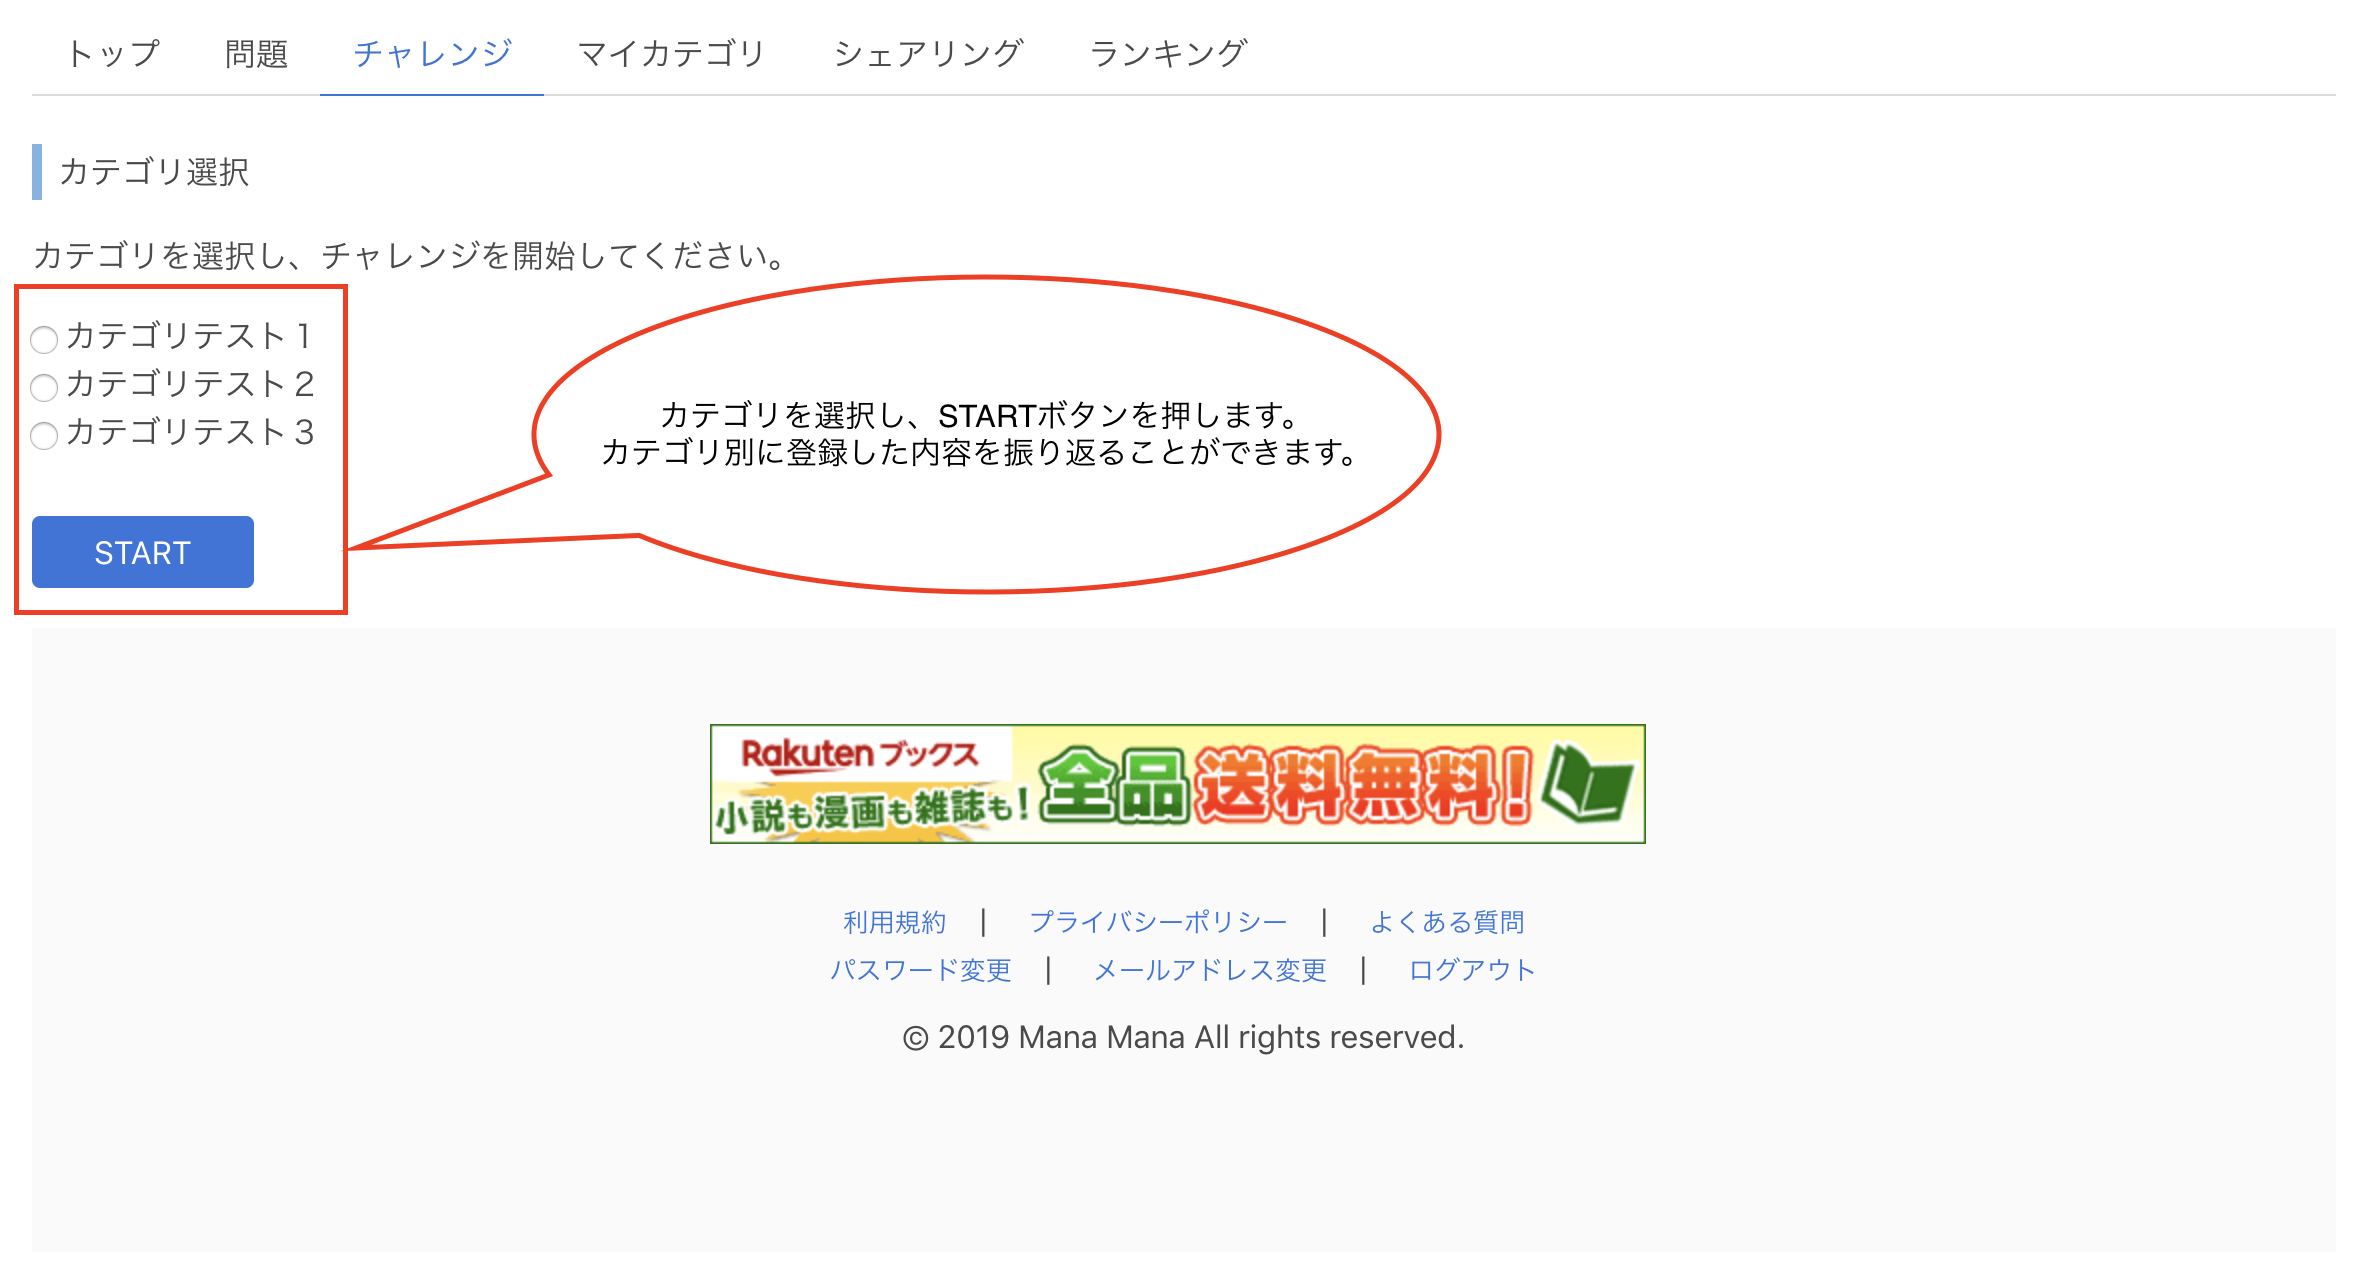 トップ 問題 チャレンジ マイカテゴリ シェアリング ランキング
カテゴリ選択
カテゴリを選択し、チャレンジを開始してください。
カテゴリテスト1
カテゴリテスト2
カテゴリテスト3
START
カテゴリを選択し、STARTボタンを押します。
カテゴリ別に登録した内容を振り返ることができます。
Rakuten ブックス
小説も漫画も雑誌も!
全品送料無料!
利用規約 | プライバシーポリシー | よくある質問
パスワード変更 | メールアドレス変更 | ログアウト
© 2019 Mana Mana All rights reserved.